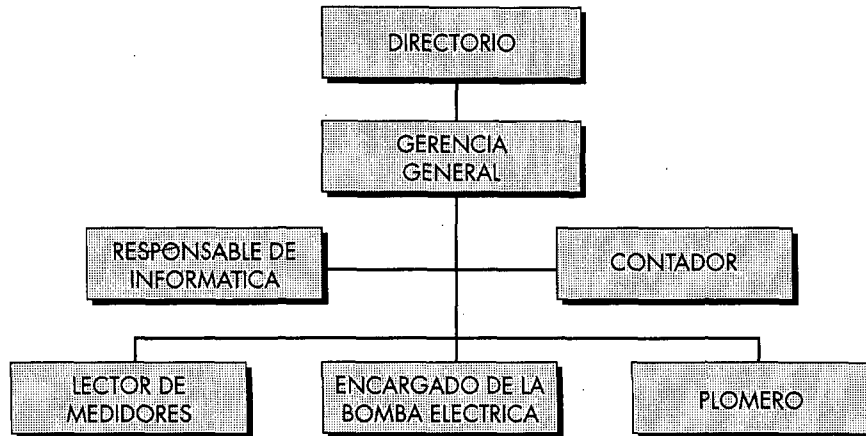 DIRECTORIO
GERENCIA
GENERAL
RESPONSABLE DE
INFORMATICA
CONTADOR
LECTOR DE
MEDIDORES
ENCARGADO DE LA
BOMBA ELECTRICA
PLOMERO